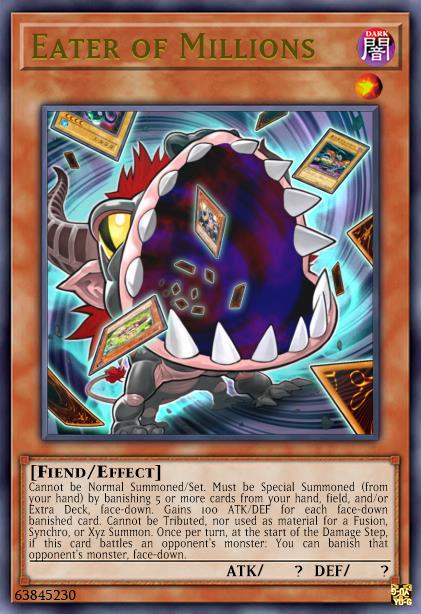 EATER OF MILLIONS
DARK
闇
[FIEND/EFFECT]
Cannot be Normal Summoned/Set. Must be Special Summoned (from
your hand) by banishing 5 or more cards from your hand, field, and/or
Extra Deck, face-down. Gains 100 ATK/DEF for each face-down
banished card. Cannot be Tributed, nor used as material for a Fusion,
Synchro, or Xyz Summon. Once per turn, at the start of the Damage Step,
if this card battles an opponent's monster: You can banish that
opponent's monster, face-down.
ATK/ ? DEF/ ?
63845230